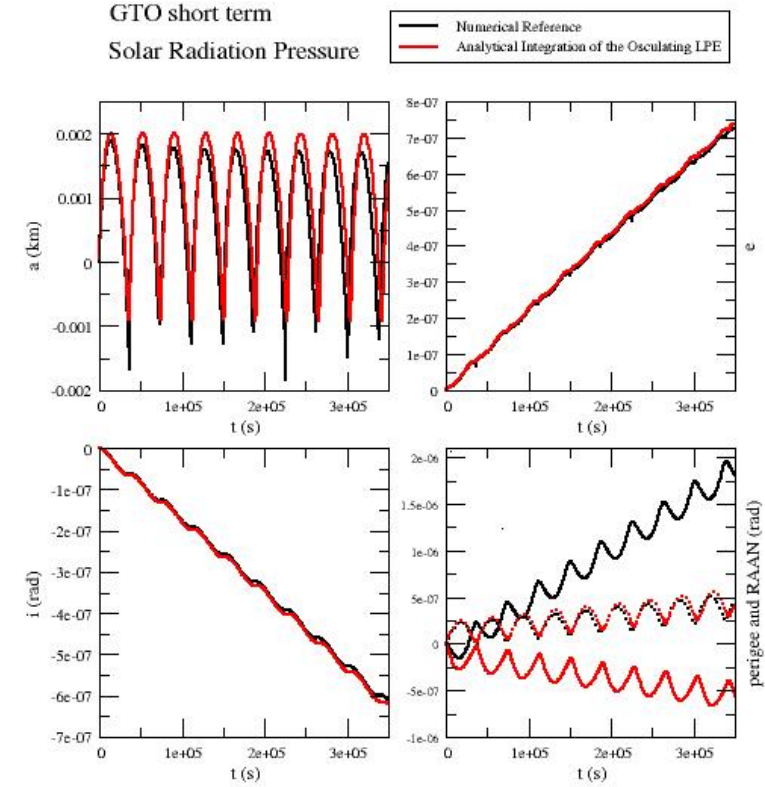 GTO short term
Solar Radiation Pressure
Numerical Reference
Analytical Integration of the Osculating LPE
0.002
0.001
0
-0.001
-0.002
a (km)
0
1e+05
2e+05
3e+05
t (s)
8e-07
7e-07
6e-07
5e-07
4e-07
3e-07
2e-07
1e-07
0
e
0
1e+05
2e+05
3e+05
t (s)
0
-1e-07
-2e-07
-3e-07
-4e-07
-5e-07
-6e-07
-7e-07
i (rad)
0
1e+05
2e+05
3e+05
t (s)
2e-06
1.5e-06
1e-06
5e-07
0
-5e-07
-1e-06
perigee and RAAN (rad)
0
1e+05
2e+05
3e+05
t (s)